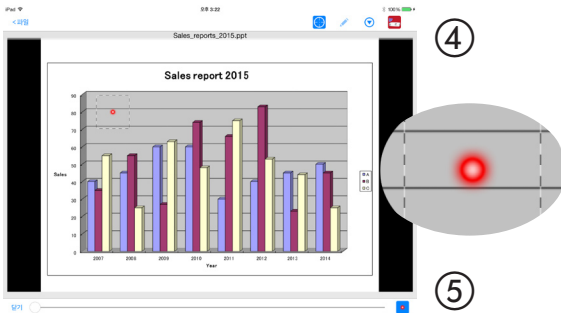 iPad 오후 3:22 100%
<파일
Sales_reports_2015.ppt
④
Sales report 2015
90
80
70
60
50
40
30
20
10
0
Sales
2007 2008 2009 2010 2011 2012 2013 2014
Year
A
B
C
⑤
닫기